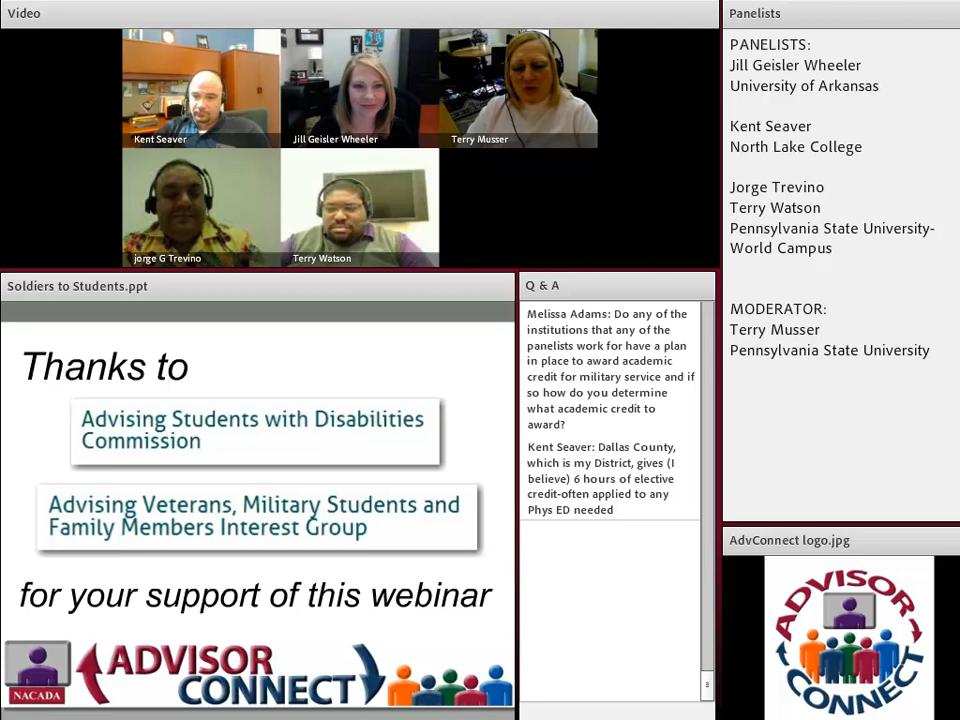 Video
Kent Seaver
Jill Geisler Wheeler
Terry Musser
jorge G Trevino
Terry Watson
Soldiers to Students.ppt
Thanks to
Advising Students with Disabilities
Commission
Advising Veterans, Military Students and
Family Members Interest Group
for your support of this webinar
NACADA
ADVISOR
CONNECT
Q & A
Melissa Adams: Do any of the
institutions that any of the
panelists work for have a plan
in place to award academic
credit for military service and if
so how do you determine
what academic credit to
award?
Kent Seaver: Dallas County,
which is my District, gives (I
believe) 6 hours of elective
credit-often applied to any
Phys ED needed
Panelists
PANELISTS:
Jill Geisler Wheeler
University of Arkansas
Kent Seaver
North Lake College
Jorge Trevino
Terry Watson
Pennsylvania State University-
World Campus
MODERATOR:
Terry Musser
Pennsylvania State University
AdvConnect logo.jpg
ADVISOR
CONNECT